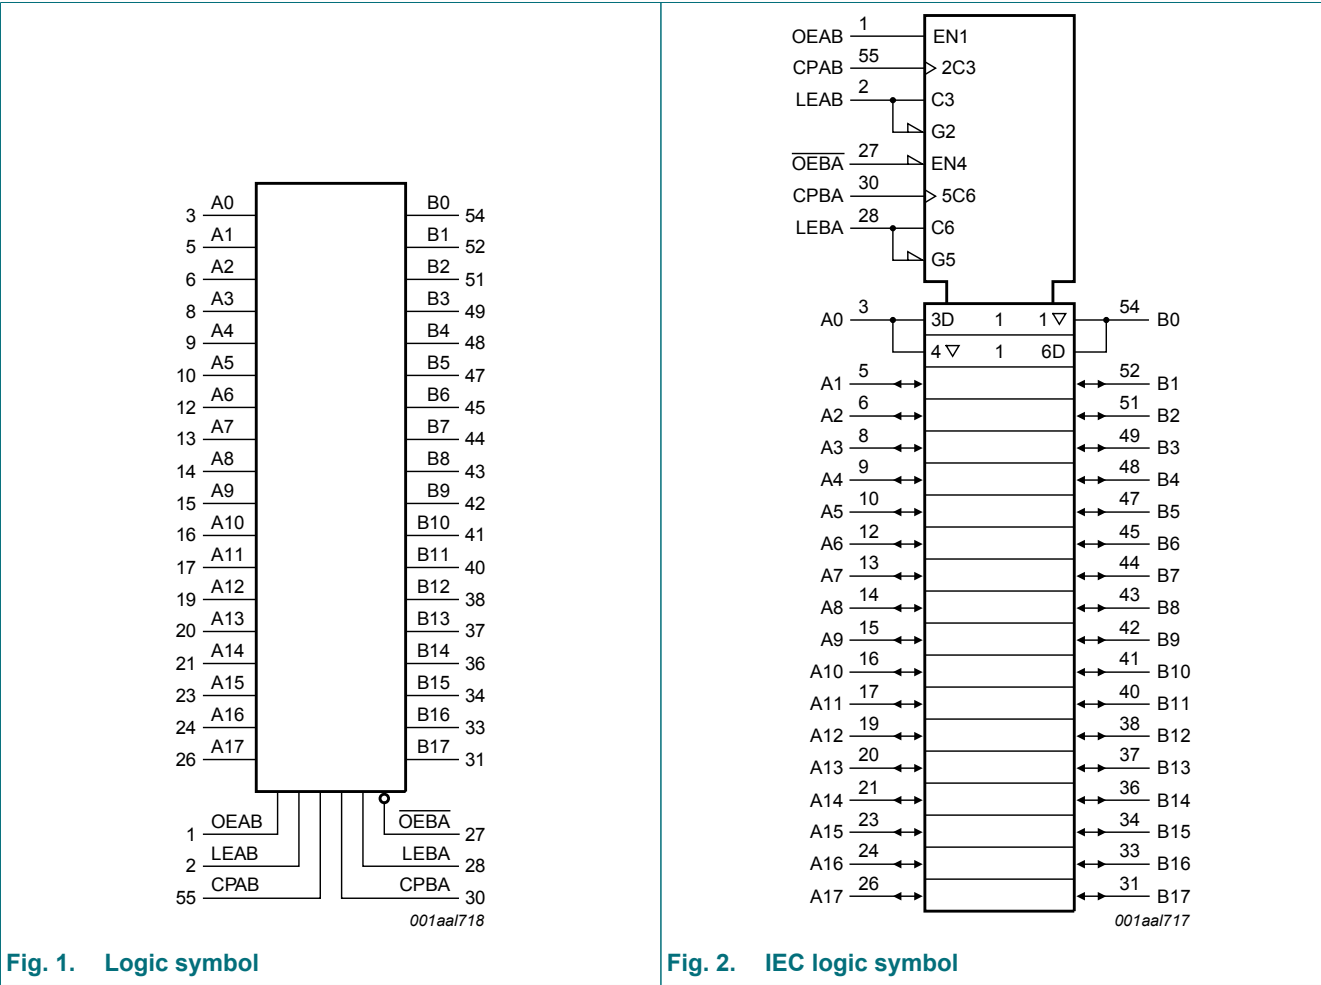 A0 B0
3 54
A1 B1
5 52
A2 B2
6 51
A3 B3
8 49
A4 B4
9 48
A5 B5
10 47
A6 B6
12 45
A7 B7
13 44
A8 B8
14 43
A9 B9
15 42
A10 B10
16 41
A11 B11
17 40
A12 B12
19 38
A13 B13
20 37
A14 B14
21 36
A15 B15
23 34
A16 B16
24 33
A17 B17
26 31
OEAB OEBA
1 27
LEAB LEBA
2 28
CPAB CPBA
55 30
001aal718
Fig. 1. Logic symbol
OEAB 1 EN1
CPAB 55 2C3
LEAB 2 C3
G2
OEBA 27 EN4
CPBA 30 5C6
LEBA 28 C6
G5
A0 3 3D 1 1 ▽ 54 B0
4 ▽ 1 6D
A1 5 52 B1
A2 6 51 B2
A3 8 49 B3
A4 9 48 B4
A5 10 47 B5
A6 12 45 B6
A7 13 44 B7
A8 14 43 B8
A9 15 42 B9
A10 16 41 B10
A11 17 40 B11
A12 19 38 B12
A13 20 37 B13
A14 21 36 B14
A15 23 34 B15
A16 24 33 B16
A17 26 31 B17
001aal717
Fig. 2. IEC logic symbol